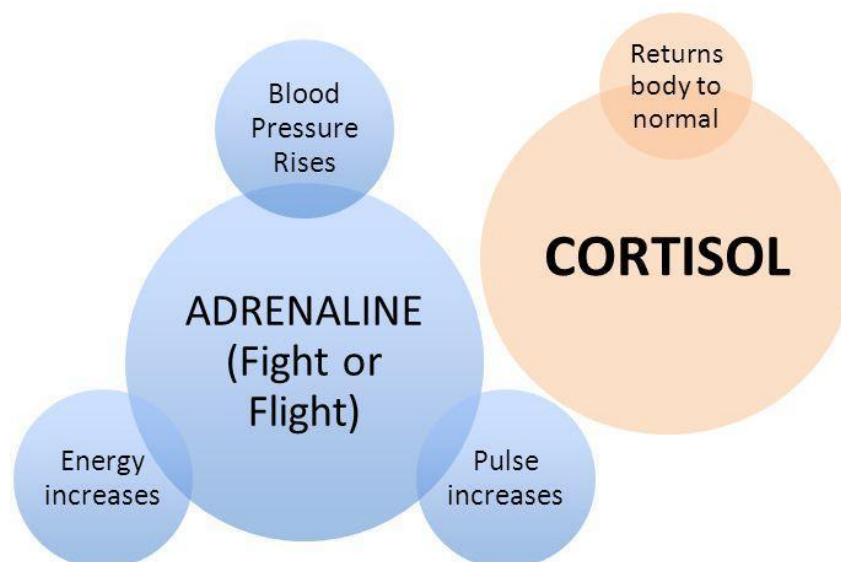 Blood
Pressure
Rises
ADRENALINE
(Fight or
Flight)
Energy
increases
Pulse
increases
Returns
body to
normal
CORTISOL